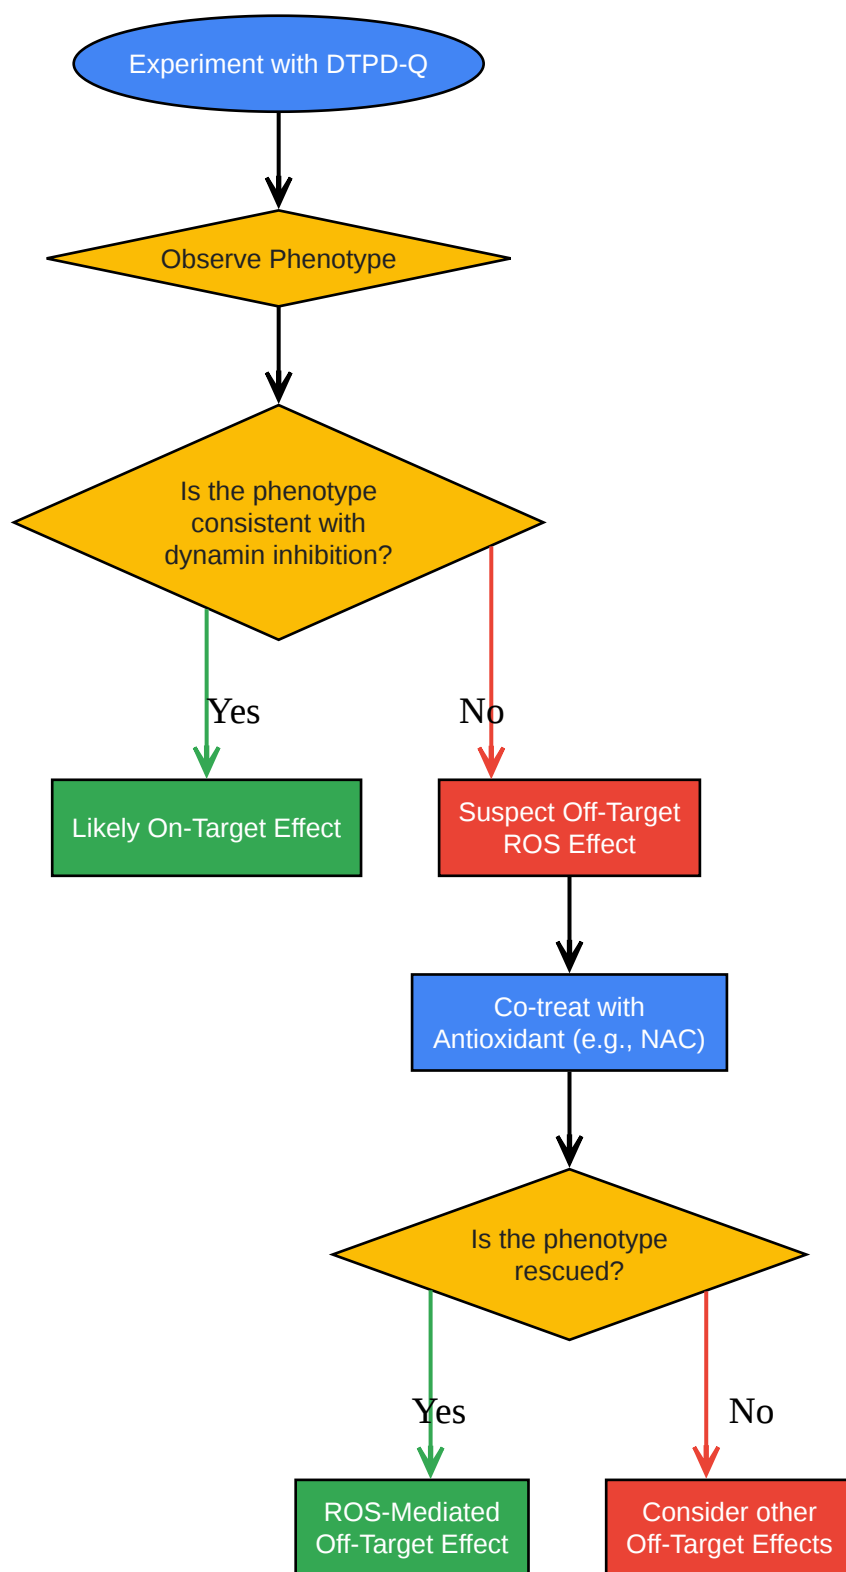 Experiment with DTPD-Q
Observe Phenotype
Is the phenotype
consistent with
dynamin inhibition?
Yes
No
Likely On-Target Effect
Suspect Off-Target
ROS Effect
Co-treat with
Antioxidant (e.g., NAC)
Is the phenotype
rescued?
Yes
No
ROS-Mediated
Off-Target Effect
Consider other
Off-Target Effects